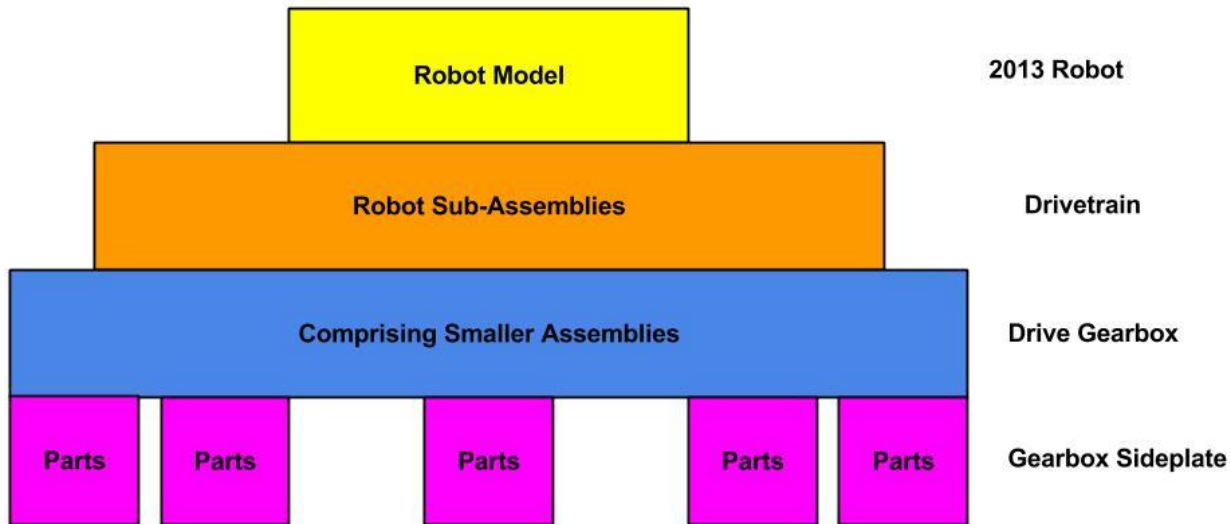 Robot Model
2013 Robot
Robot Sub-Assemblies
Drivetrain
Comprising Smaller Assemblies
Drive Gearbox
Parts
Parts
Parts
Parts
Parts
Gearbox Sideplate